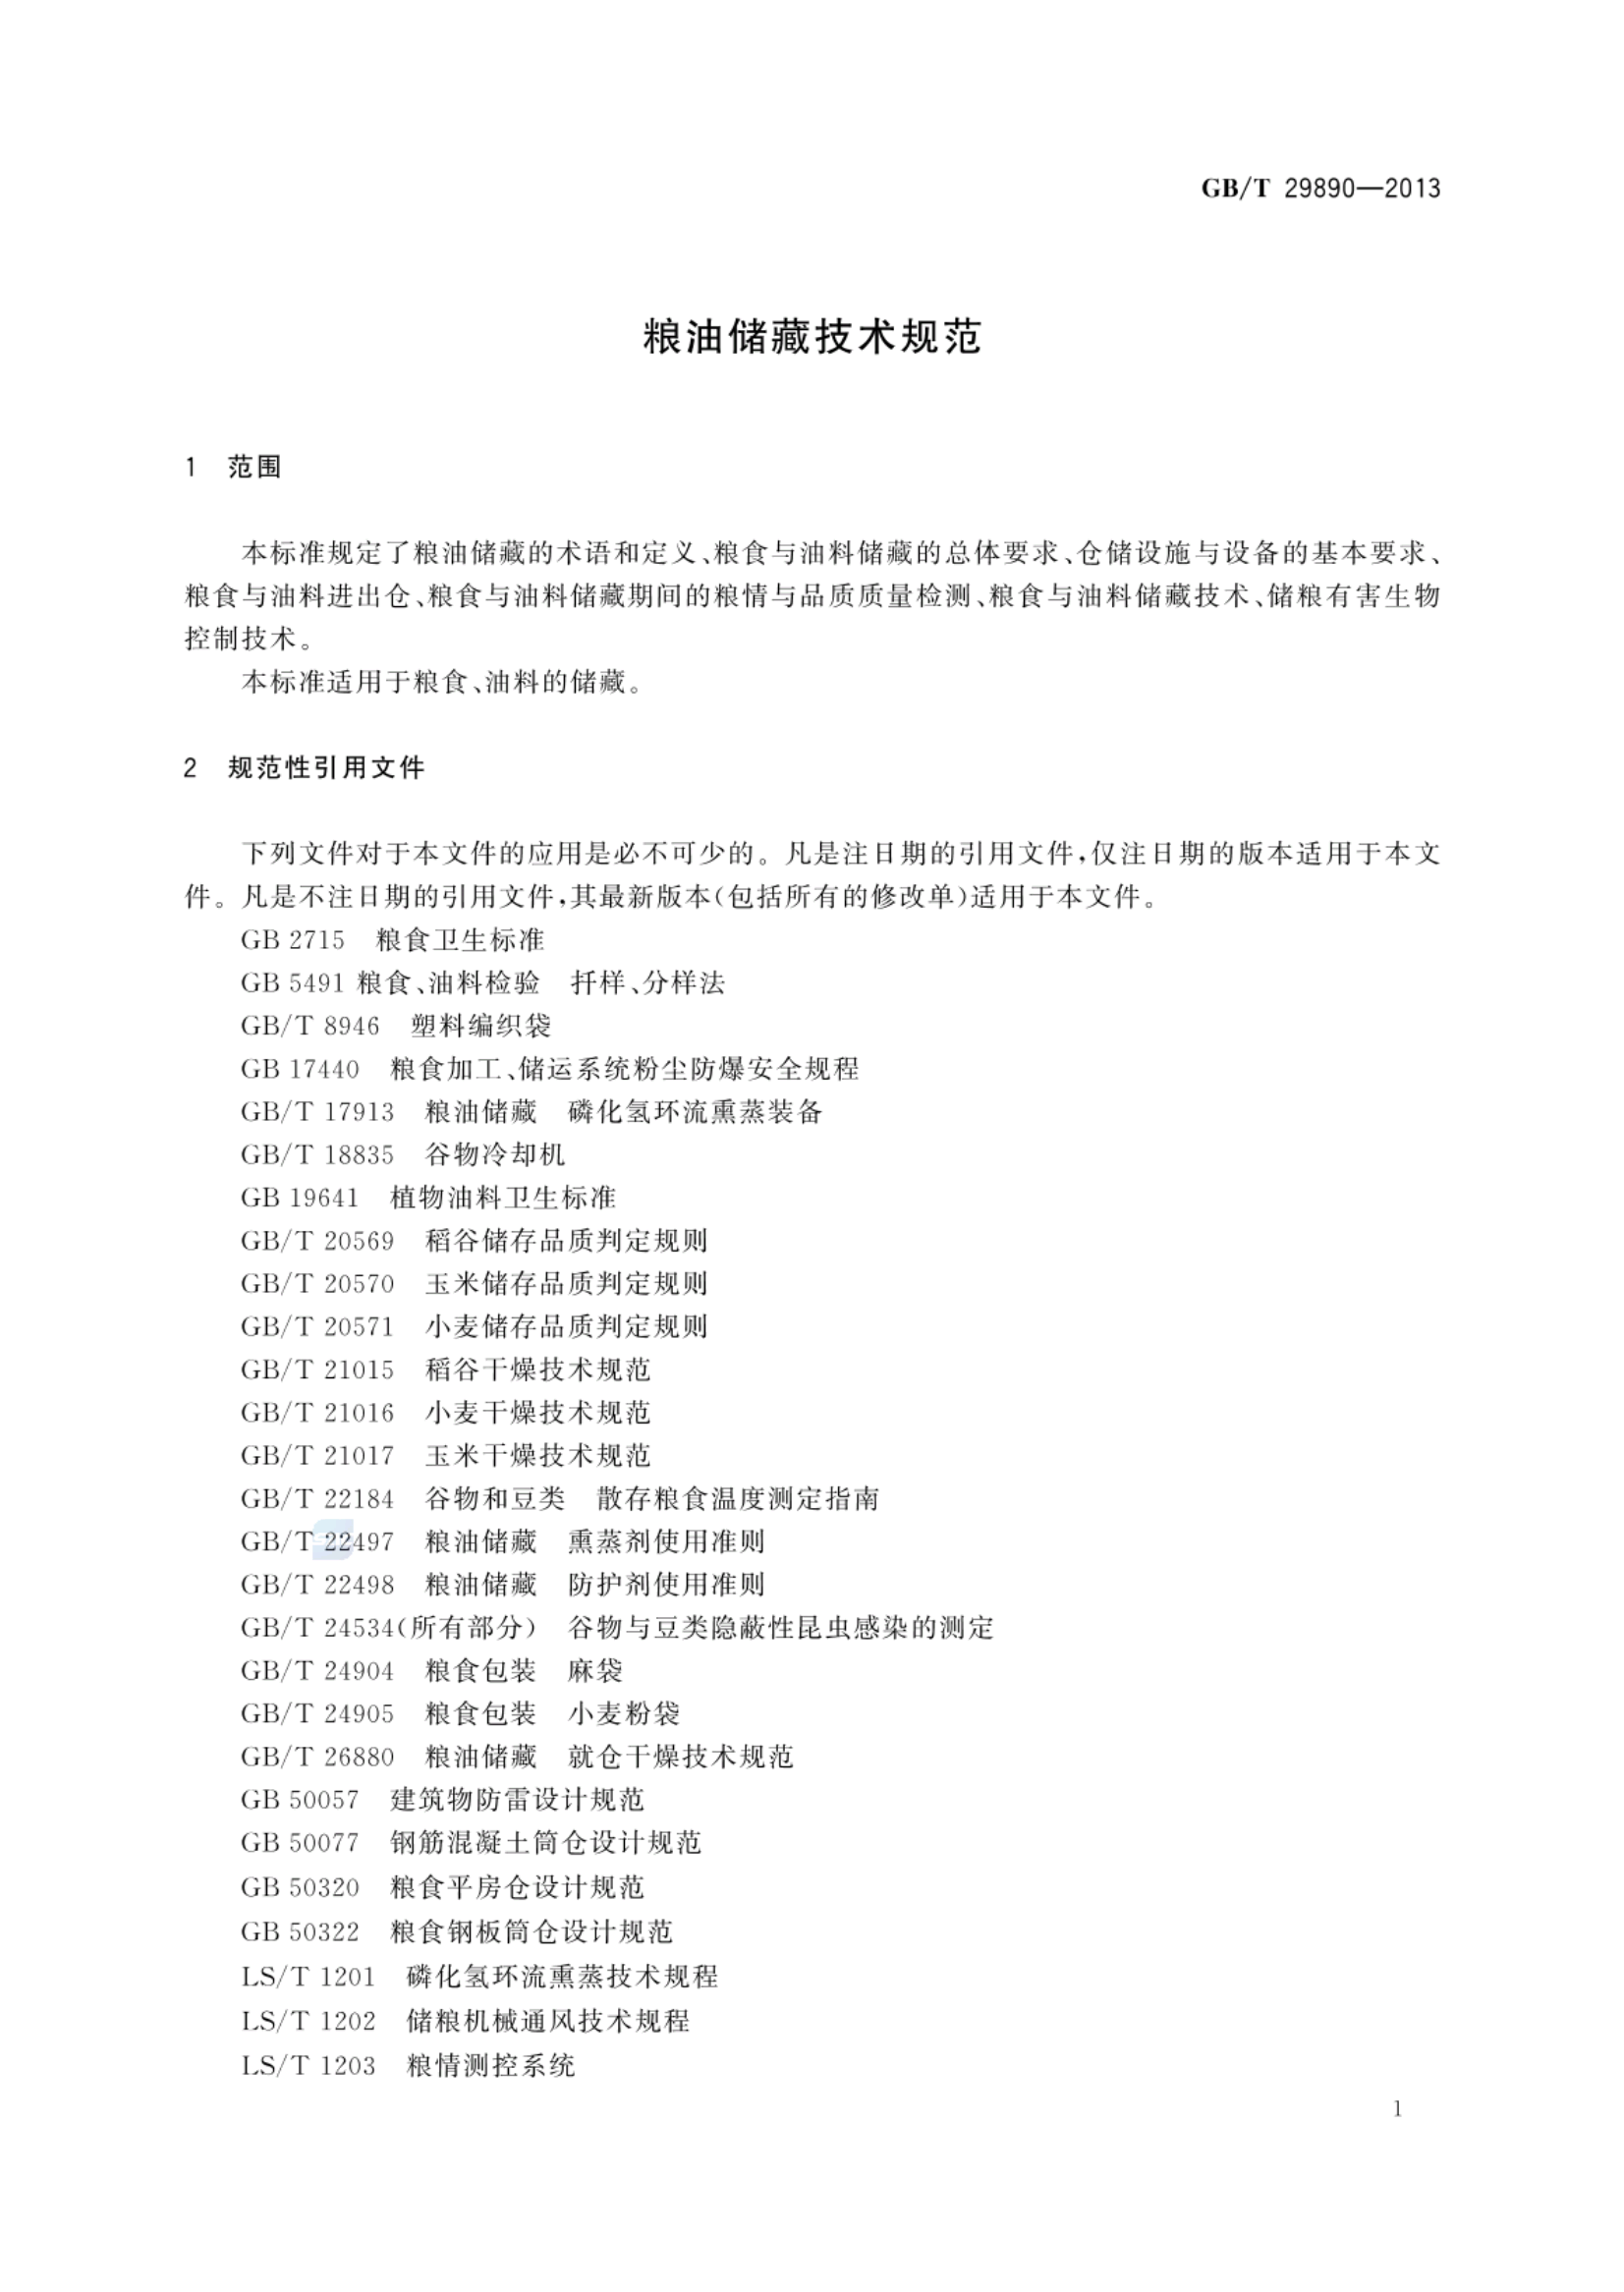 GB/T 29890—2013
粮油储藏技术规范
1 范围
本标准规定了粮油储藏的术语和定义、粮食与油料储藏的总体要求、仓储设施与设备的基本要求、
粮食与油料进出仓、粮食与油料储藏期间的粮情与品质质量检测、粮食与油料储藏技术、储粮有害生物
控制技术。
本标准适用于粮食、油料的储藏。
2 规范性引用文件
下列文件对于本文件的应用是必不可少的。凡是注日期的引用文件,仅注日期的版本适用于本文
件。凡是不注日期的引用文件,其最新版本(包括所有的修改单)适用于本文件。
GB 2715 粮食卫生标准
GB 5491 粮食、油料检验 扦样、分样法
GB/T 8946 塑料编织袋
GB 17440 粮食加工、储运系统粉尘防爆安全规程
GB/T 17913 粮油储藏 磷化氢环流熏蒸装备
GB/T 18835 谷物冷却机
GB 19641 植物油料卫生标准
GB/T 20569 稻谷储存品质判定规则
GB/T 20570 玉米储存品质判定规则
GB/T 20571 小麦储存品质判定规则
GB/T 21015 稻谷干燥技术规范
GB/T 21016 小麦干燥技术规范
GB/T 21017 玉米干燥技术规范
GB/T 22184 谷物和豆类 散存粮食温度测定指南
GB/T 22497 粮油储藏 熏蒸剂使用准则
GB/T 22498 粮油储藏 防护剂使用准则
GB/T 24534(所有部分) 谷物与豆类隐蔽性昆虫感染的测定
GB/T 24904 粮食包装 麻袋
GB/T 24905 粮食包装 小麦粉袋
GB/T 26880 粮油储藏 就仓干燥技术规范
GB 50057 建筑物防雷设计规范
GB 50077 钢筋混凝土筒仓设计规范
GB 50320 粮食平房仓设计规范
GB 50322 粮食钢板筒仓设计规范
LS/T 1201 磷化氢环流熏蒸技术规程
LS/T 1202 储粮机械通风技术规程
LS/T 1203 粮情测控系统
1